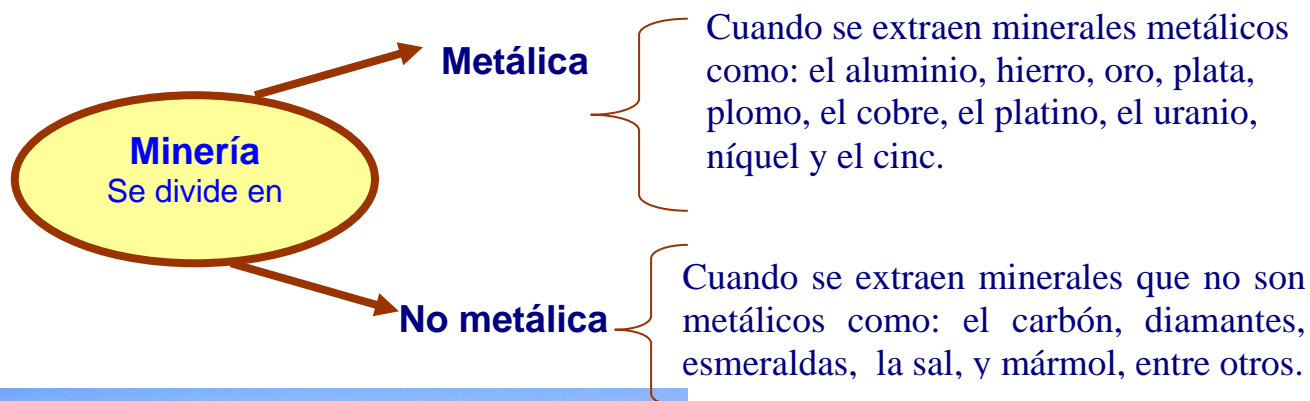 Metálica
Cuando se extraen minerales metálicos
como: el aluminio, hierro, oro, plata,
plomo, el cobre, el platino, el uranio,
níquel y el cinc.
Minería
Se divide en
No metálica
Cuando se extraen minerales que no son
metálicos como: el carbón, diamantes,
esmeraldas, la sal, y mármol, entre otros.